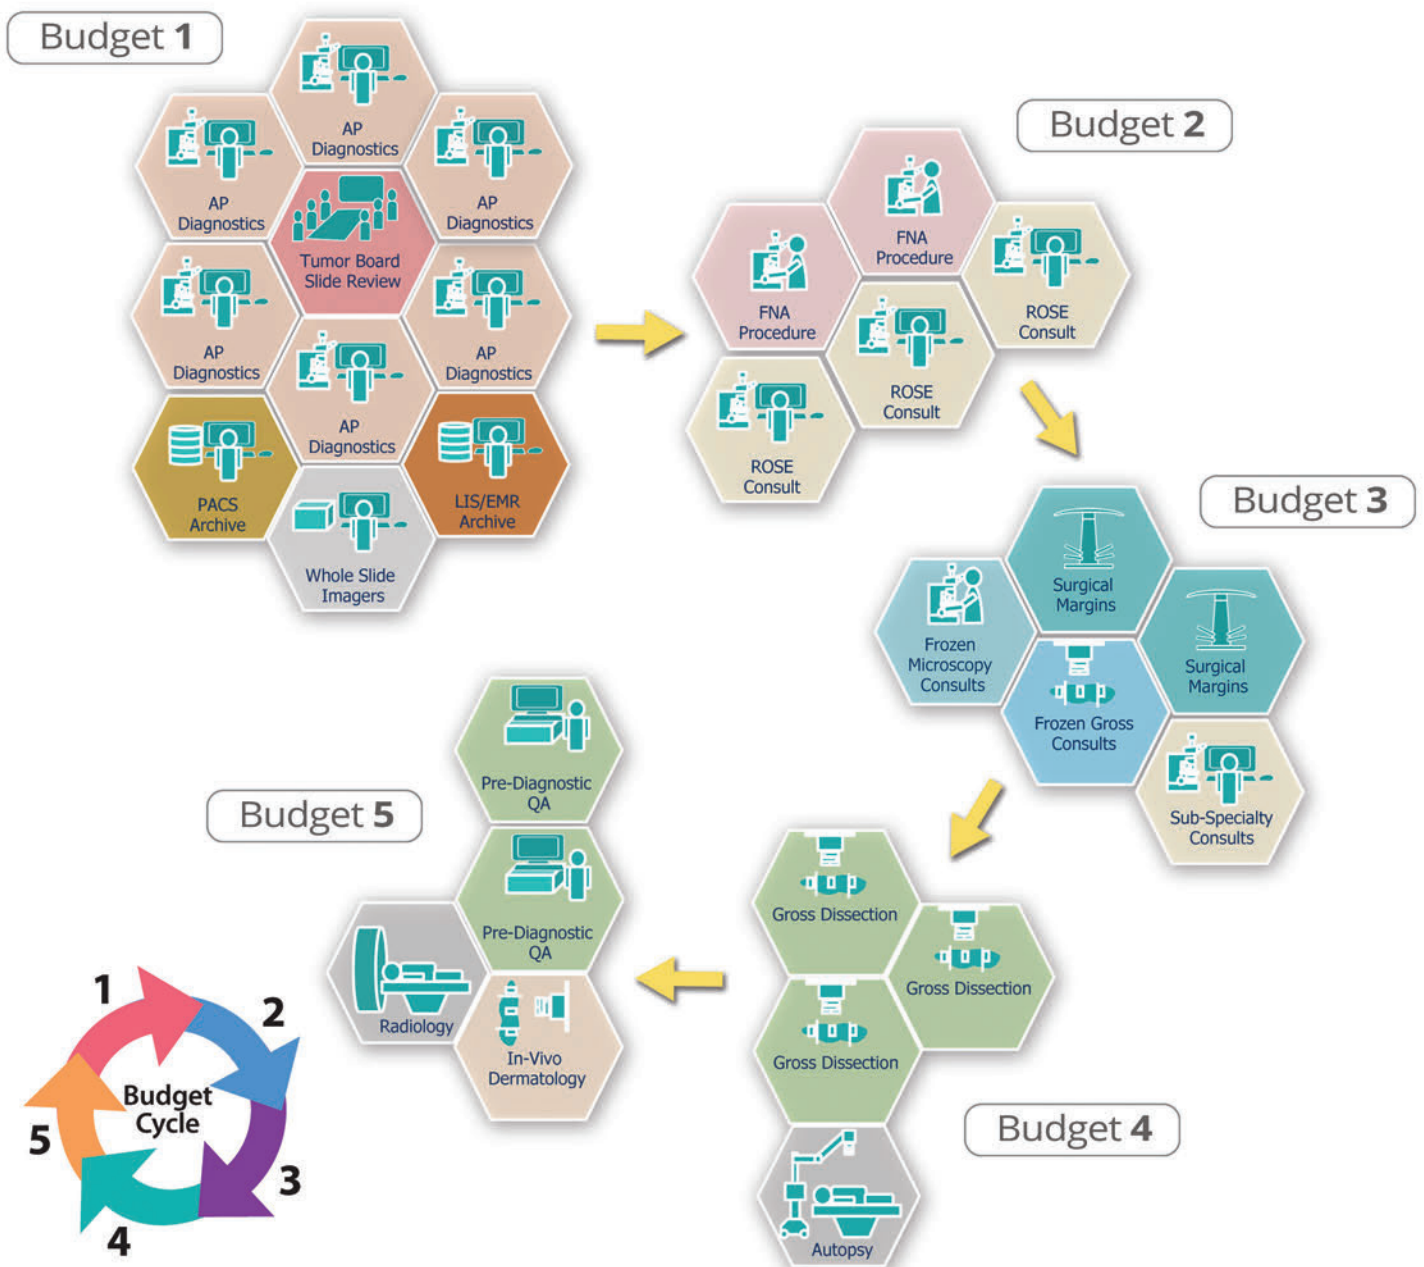 Budget 1
AP
Diagnostics
AP
Diagnostics
AP
Diagnostics
Tumor Board
Slide Review
AP
Diagnostics
AP
Diagnostics
AP
Diagnostics
PACS
Archive
LIS/EMR
Archive
Whole Slide
Imagers
Budget 2
FNA
Procedure
FNA
Procedure
ROSE
Consult
ROSE
Consult
ROSE
Consult
Budget 3
Surgical
Margins
Frozen
Microscopy
Consults
Surgical
Margins
Frozen Gross
Consults
Sub-Specialty
Consults
Budget 4
Gross Dissection
Gross Dissection
Gross Dissection
Autopsy
Budget 5
Pre-Diagnostic
QA
Pre-Diagnostic
QA
Radiology
In-Vivo
Dermatology
Budget
Cycle
1
2
3
4
5